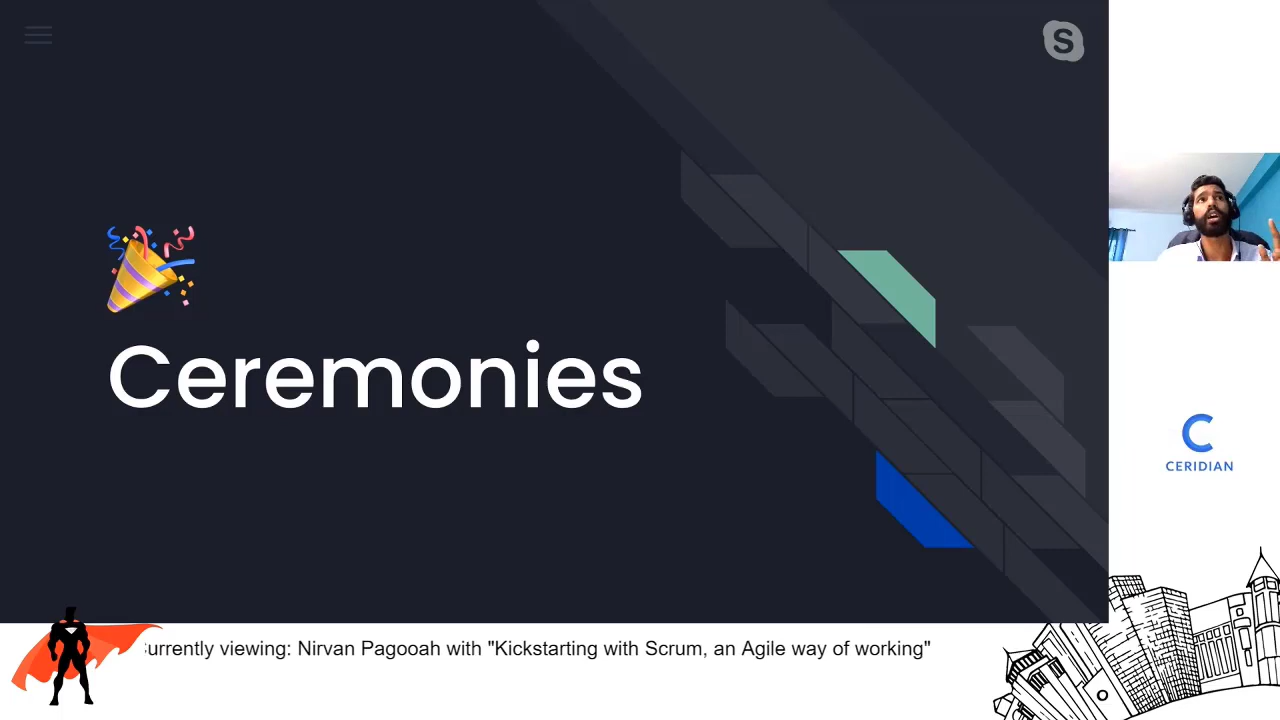 S
Ceremonies
CERIDIAN
urrently viewing: Nirvan Pagooah with "Kickstarting with Scrum, an Agile way of working"